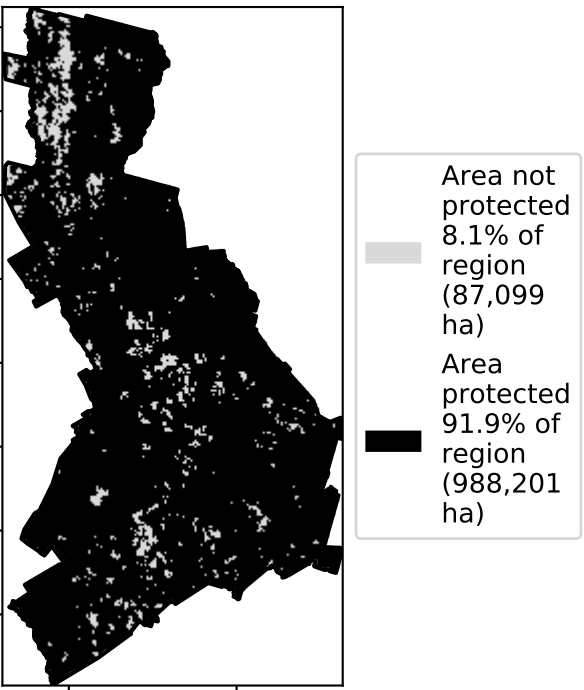 Area not
protected
8.1% of
region
(87,099
ha)
Area
protected
91.9% of
region
(988,201
ha)